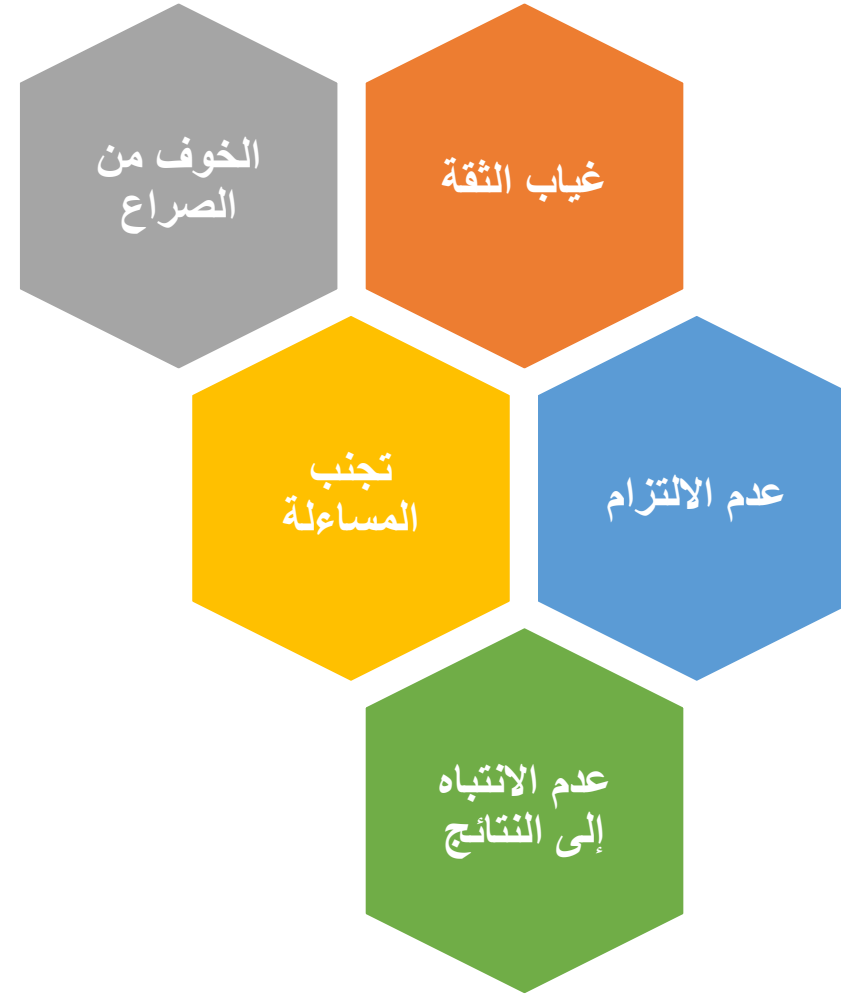 غياب الثقة
الخوف من
الصراع
عدم الالتزام
تجنب
المساءلة
عدم الانتباه
إلى النتائج